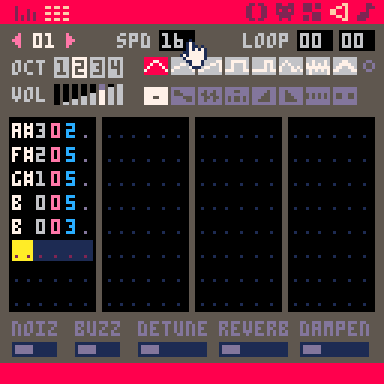 01 SPD 16 LOOP 00 00
OCT 1 2 3 4
VOL
A#3 0 2 .
F#2 0 5 .
G#1 0 5 .
B 0 0 5 .
B 0 0 3 .
NOIZ BUZZ DETUNE REVERB DAMPEN